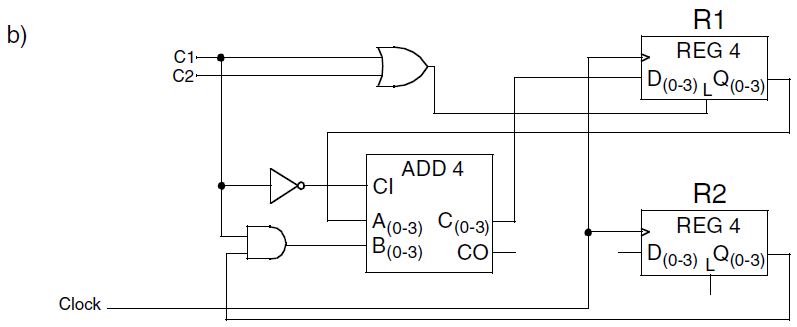 b)
R1
C1
C2
REG 4
D(0-3) L Q(0-3)
ADD 4
CI
A(0-3) C(0-3)
B(0-3) CO
R2
REG 4
D(0-3) L Q(0-3)
Clock